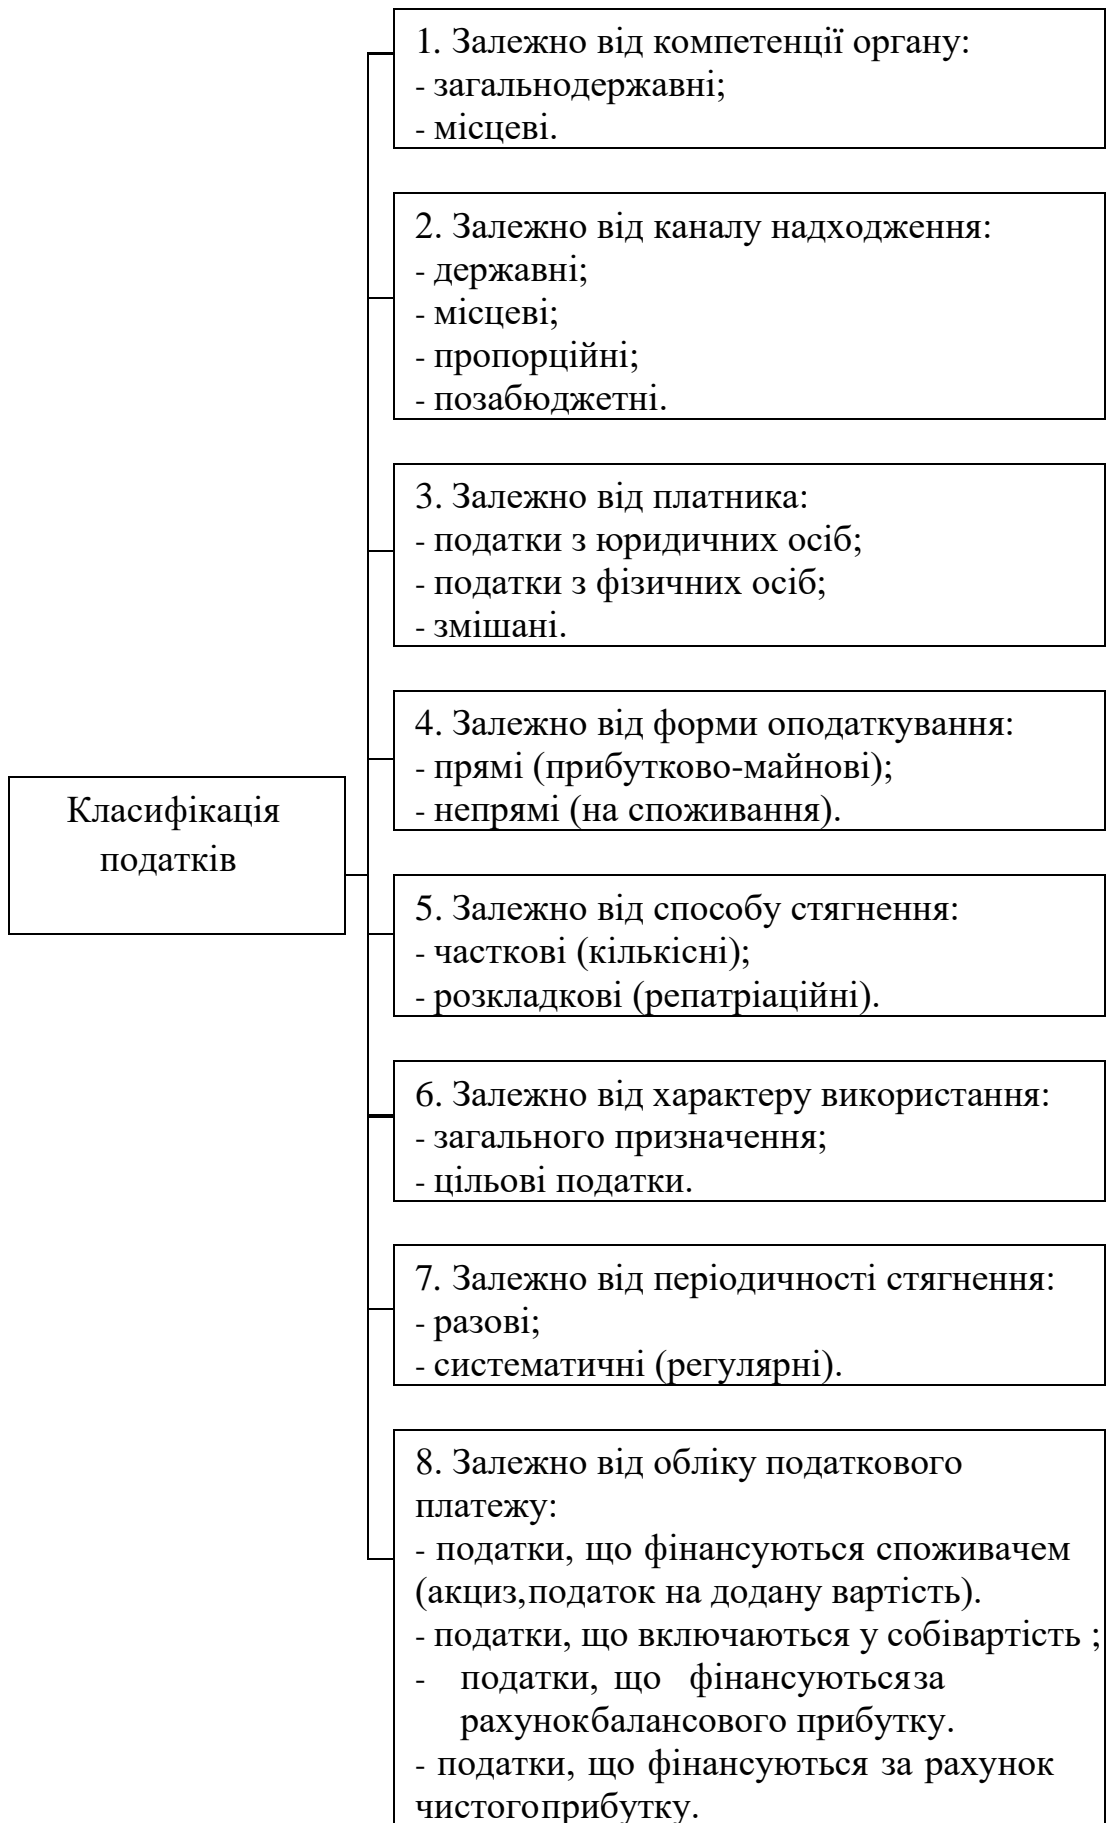 1. Залежно від компетенції органу:
- загальнодержавні;
- місцеві.
2. Залежно від каналу надходження:
- державні;
- місцеві;
- пропорційні;
- позабюджетні.
3. Залежно від платника:
- податки з юридичних осіб;
- податки з фізичних осіб;
- змішані.
4. Залежно від форми оподаткування:
- прямі (прибутково-майнові);
- непрямі (на споживання).
Класифікація
податків
5. Залежно від способу стягнення:
- часткові (кількісні);
- розкладкові (репатріаційні).
6. Залежно від характеру використання:
- загального призначення;
- цільові податки.
7. Залежно від періодичності стягнення:
- разові;
- систематичні (регулярні).
8. Залежно від обліку податкового
платежу:
- податки, що фінансуються споживачем
(акциз,податок на додану вартість).
- податки, що включаються у собівартість ;
- податки, що фінансуютьсяза
рахунокбалансового прибутку.
- податки, що фінансуються за рахунок
чистогоприбутку.